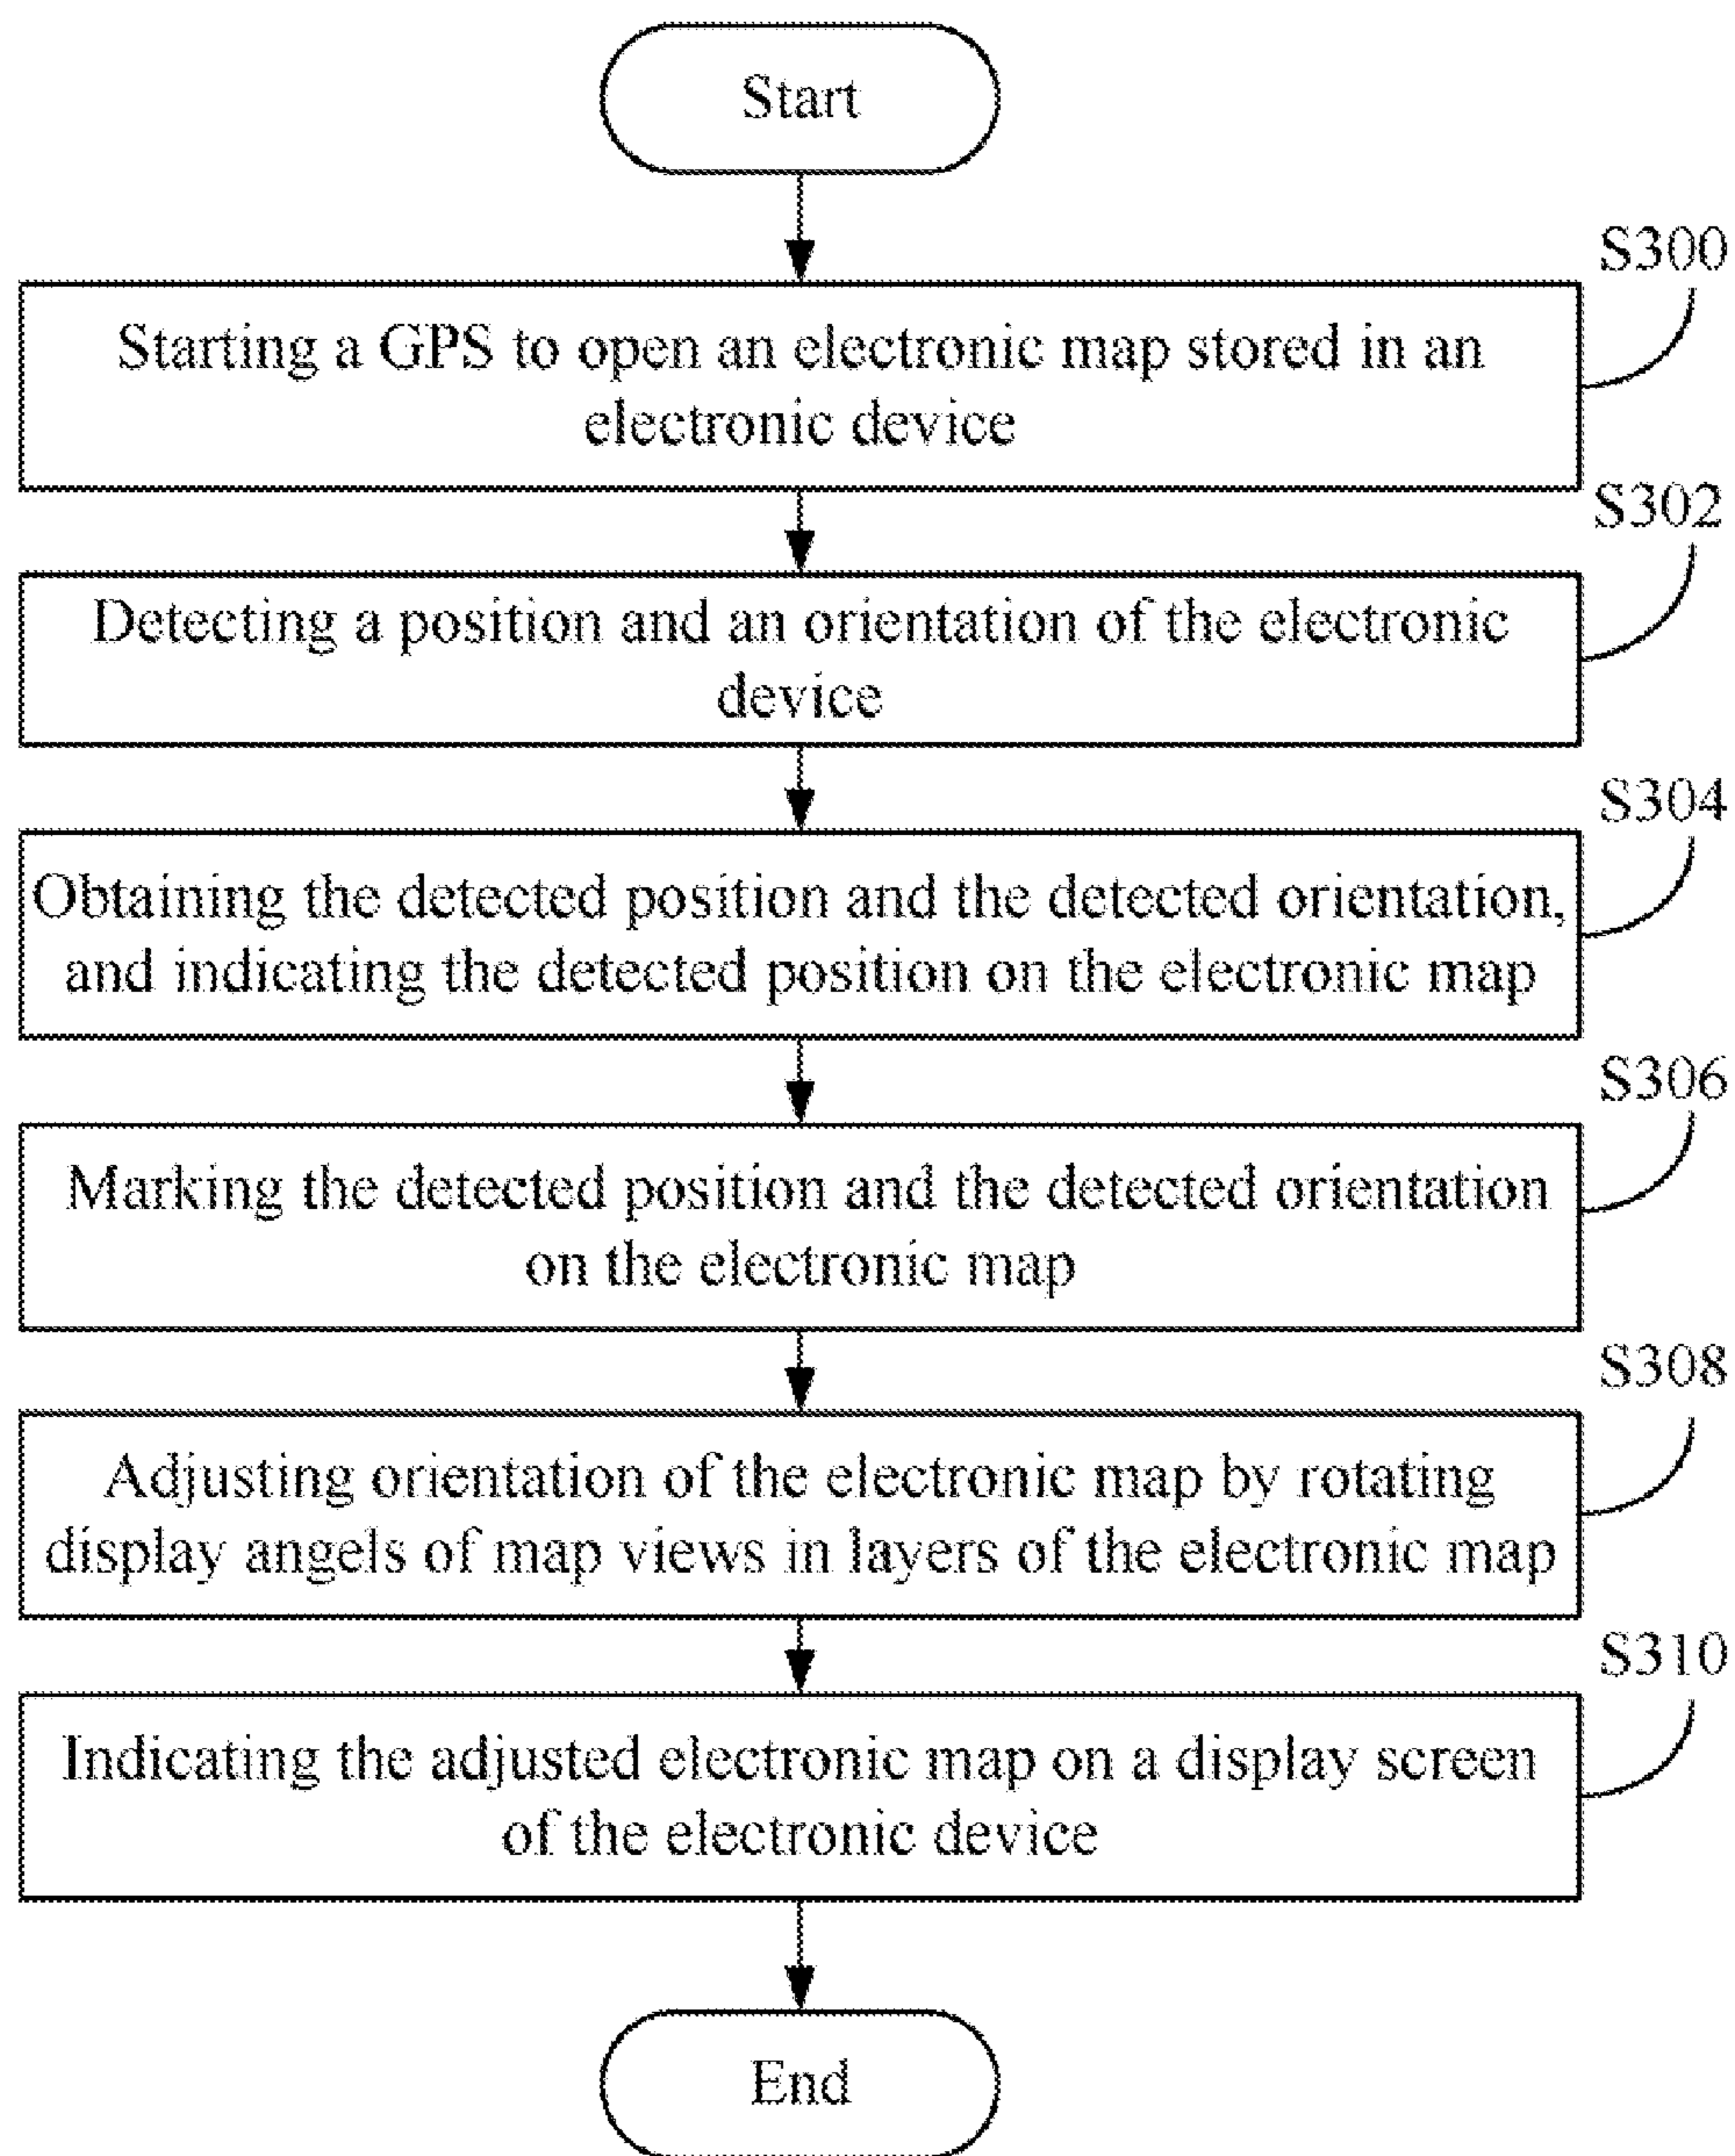 Start
S300
Starting a GPS to open an electronic map stored in an
electronic device
S302
Detecting a position and an orientation of the electronic
device
S304
Obtaining the detected position and the detected orientation,
and indicating the detected position on the electronic map
S306
Marking the detected position and the detected orientation
on the electronic map
S308
Adjusting orientation of the electronic map by rotating
display angels of map views in layers of the electronic map
S310
Indicating the adjusted electronic map on a display screen
of the electronic device
End